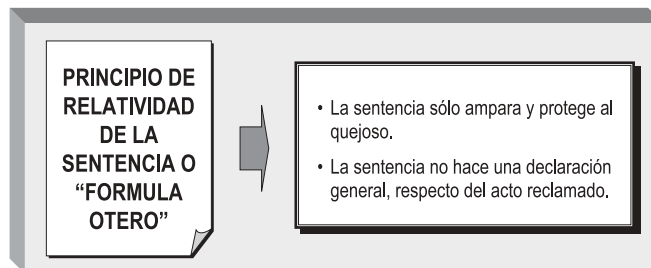 PRINCIPIO DE
RELATIVIDAD
DE LA
SENTENCIA O
“FORMULA
OTERO”
• La sentencia sólo ampara y protege al
quejoso.
• La sentencia no hace una declaración
general, respecto del acto reclamado.